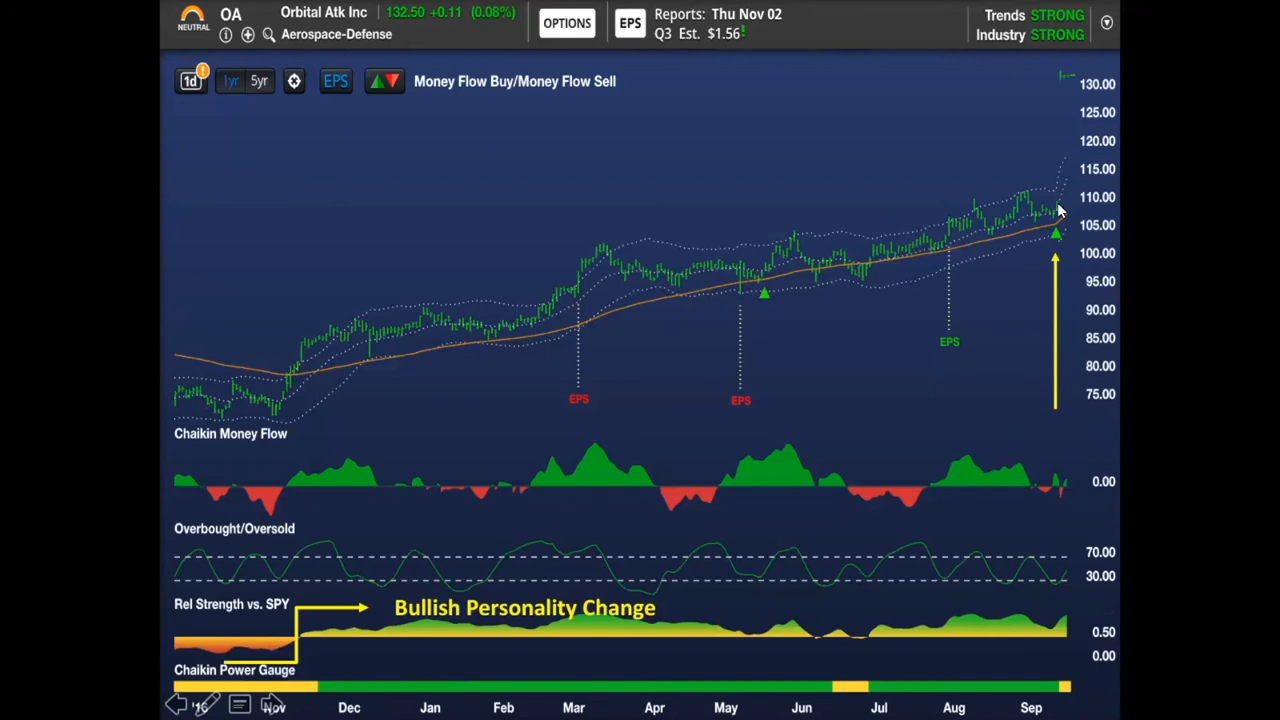 OA Orbital Atk Inc 132.50 +0.11 (0.08%)
NEUTRAL Aerospace-Defense
OPTIONS
EPS
Reports: Thu Nov 02
Q3 Est. $1.56!
Trends STRONG
Industry STRONG
1d ! 1yr 5yr EPS Money Flow Buy/Money Flow Sell
130.00
125.00
120.00
115.00
110.00
105.00
100.00
95.00
90.00
85.00
80.00
75.00
EPS
EPS
EPS
Chaikin Money Flow
0.00
Overbought/Oversold
70.00
30.00
Rel Strength vs. SPY
Bullish Personality Change
0.50
0.00
Chaikin Power Gauge
Nov Dec Jan Feb Mar Apr May Jun Jul Aug Sep